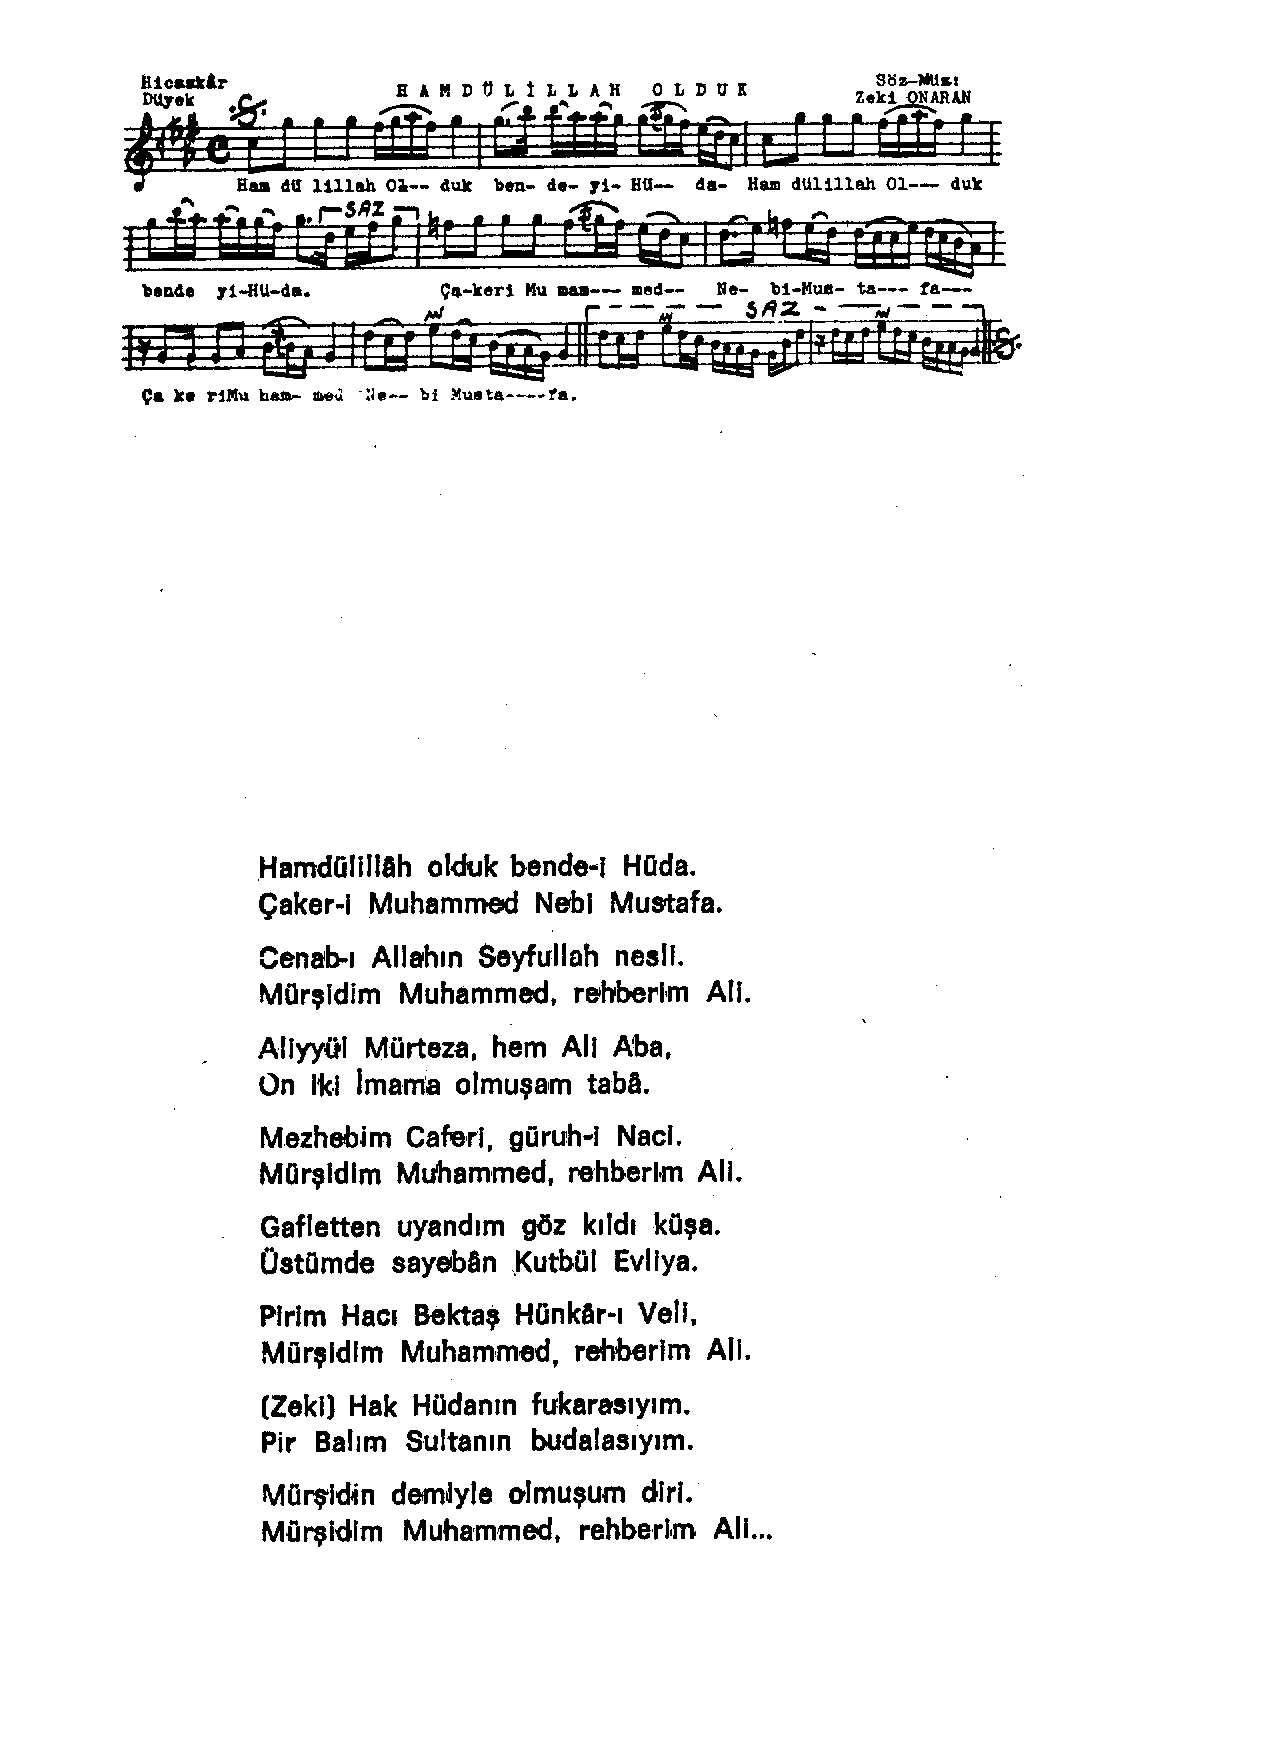 Hicazkâr
Düyek
HAMDÜLİLLAH OLDUK
Söz-Müz:
Zeki ONARAN
Ham dü lillah Ol-- duk ben- de- yi- Hü-- da- Ham dülillah Ol--- duk
SAZ
bende yi-Hü-da. Ça-keri Mu mam--- med-- Ne- bi-Mus- ta--- fa---
SAZ
Ça ke riMu ham- med Ne-- bi Musta----fa.
Hamdülillâh olduk bende-i Hüda.
Çaker-i Muhammed Nebi Mustafa.
Cenab-ı Allahın Seyfullah nesli.
Mürşidim Muhammed, rehberim Ali.
Aliyyül Mürteza, hem Ali Aba,
On iki İmama olmuşam tabâ.
Mezhebim Caferi, güruh-i Naci.
Mürşidim Muhammed, rehberim Ali.
Gafletten uyandım göz kıldı küşa.
Üstümde sayebân Kutbül Evliya.
Pirim Hacı Bektaş Hünkâr-ı Veli,
Mürşidim Muhammed, rehberim Ali.
(Zeki) Hak Hüdanın fukarasıyım.
Pir Balım Sultanın budalasıyım.
Mürşidin demiyle olmuşum diri.
Mürşidim Muhammed, rehberim Ali...